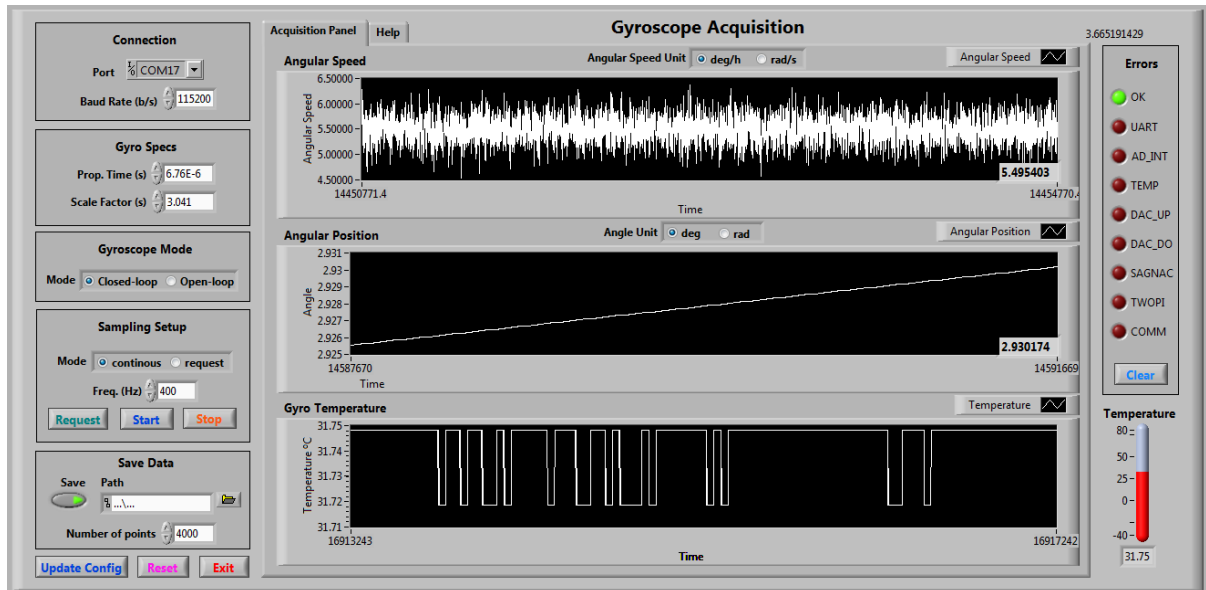 Gyroscope Acquisition
3.665191429
Connection
Port COM17
Baud Rate (b/s) 115200
Gyro Specs
Prop. Time (s) 6.76E-6
Scale Factor (s) 3.041
Gyroscope Mode
Mode Closed-loop Open-loop
Sampling Setup
Mode continous request
Freq. (Hz) 400
Request Start Stop
Save Data
Save Path
...\...
Number of points 4000
Update Config Reset Exit
Acquisition Panel Help
Angular Speed Angular Speed Unit deg/h rad/s Angular Speed
Angular Speed
6.50000
6.00000
5.50000
5.00000
4.50000
5.495403
14450771.4 14454770.
Time
Angular Position Angle Unit deg rad Angular Position
Angle
2.931
2.93
2.929
2.928
2.927
2.926
2.925
2.930174
14587670 14591669
Time
Gyro Temperature Temperature
Temperature ºC
31.75
31.74
31.73
31.72
31.71
16913243 16917242
Time
Errors
OK
UART
AD_INT
TEMP
DAC_UP
DAC_DO
SAGNAC
TWOPI
COMM
Clear
Temperature
80
50
25
0
-40
31.75